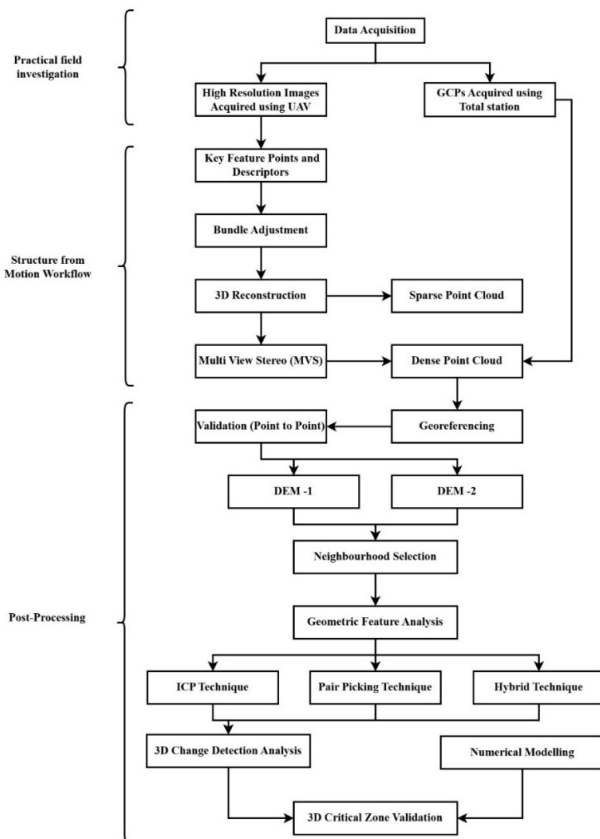 Data Acquisition
Practical field
investigation
High Resolution Images
Acquired using UAV
GCPs Acquired using
Total station
Key Feature Points and
Descriptors
Bundle Adjustment
Structure from
Motion Workflow
3D Reconstruction
Sparse Point Cloud
Multi View Stereo (MVS)
Dense Point Cloud
Validation (Point to Point)
Georeferencing
DEM -1
DEM -2
Neighbourhood Selection
Post-Processing
Geometric Feature Analysis
ICP Technique
Pair Picking Technique
Hybrid Technique
3D Change Detection Analysis
Numerical Modelling
3D Critical Zone Validation